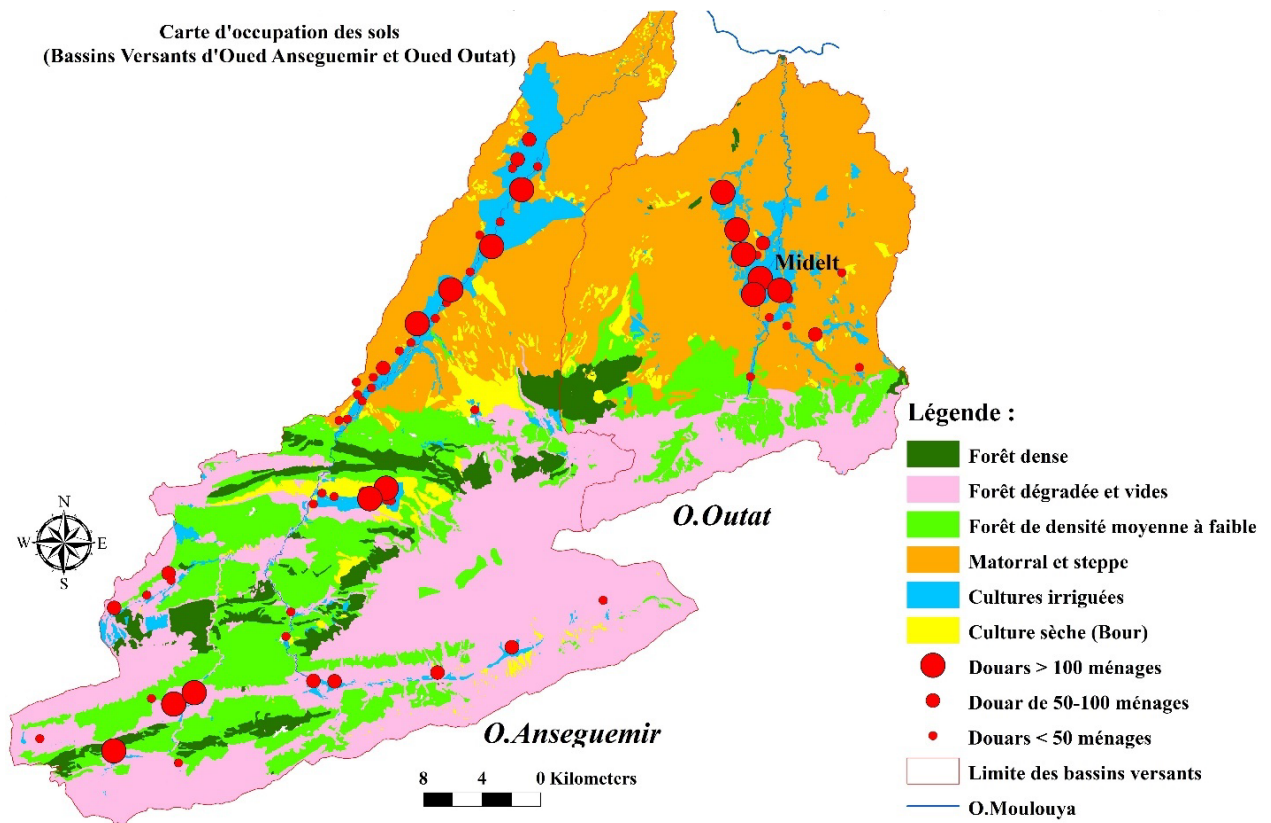 Carte d'occupation des sols
(Bassins Versants d'Oued Anseguemir et Oued Outat)
Midelt
Légende :
Forêt dense
Forêt dégradée et vides
Forêt de densité moyenne à faible
Matorral et steppe
Cultures irriguées
Culture sèche (Bour)
Douars > 100 ménages
Douar de 50-100 ménages
Douars < 50 ménages
Limite des bassins versants
O.Moulouya
O.Outat
N
W
E
S
O.Anseguemir
8 4 0 Kilometers